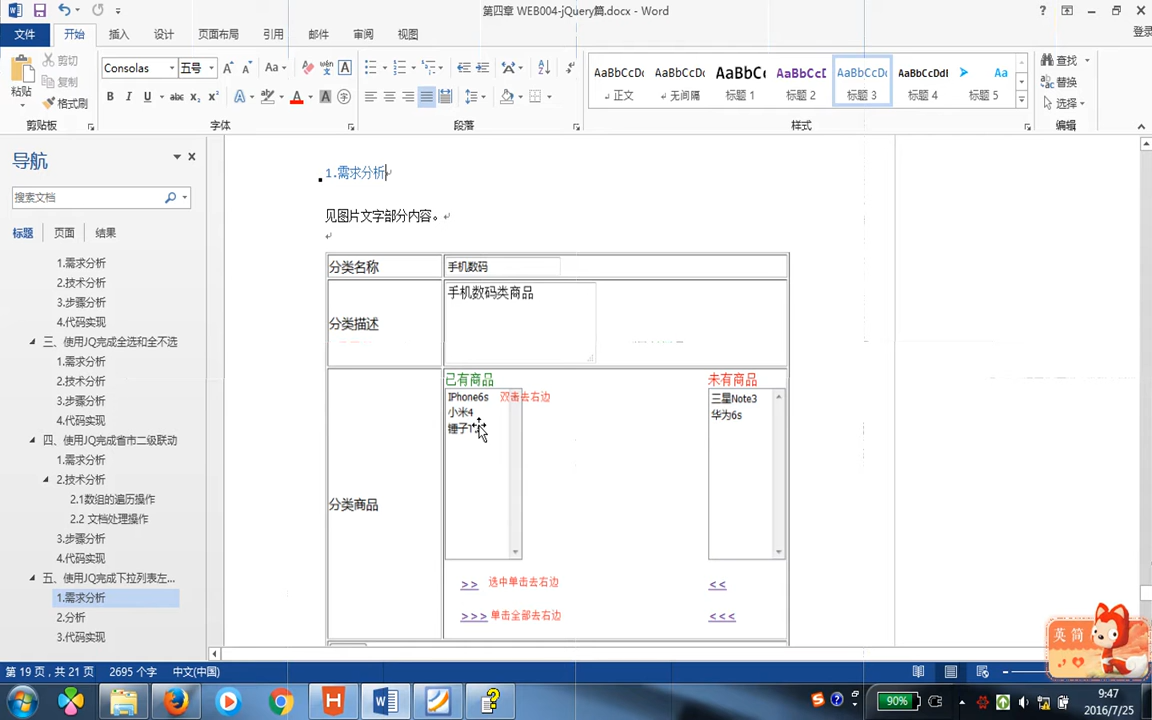 第四章 WEB004-jQuery篇.docx - Word
文件 开始 插入 设计 页面布局 引用 邮件 审阅 视图 登录
粘贴
剪切
复制
格式刷
Consolas 五号
AaBbCcDc AaBbCcDc AaBbCc AaBbCcD AaBbCcDc AaBbCcDdI Aa
正文 无间隔 标题 1 标题 2 标题 3 标题 4 标题 5
查找
替换
选择
剪贴板 字体 段落 样式 编辑
导航
搜索文档
标题 页面 结果
1.需求分析
2.技术分析
3.步骤分析
4.代码实现
三、使用JQ完成全选和全不选
1.需求分析
2.技术分析
3.步骤分析
4.代码实现
四、使用JQ完成省市二级联动
1.需求分析
2.技术分析
2.1数组的遍历操作
2.2 文档处理操作
3.步骤分析
4.代码实现
五、使用JQ完成下拉列表左...
1.需求分析
2.分析
3.代码实现
1.需求分析
见图片文字部分内容。
分类名称 手机数码
分类描述 手机数码类商品
已有商品 未有商品
IPhone6s 双击去右边 三星Note3
小米4 华为6s
锤子
分类商品
>> 选中单击去右边 <<
>>> 单击全部去右边 <<<
英 简
第 19 页，共 21 页 2695 个字 中文(中国)
90%
9:47
2016/7/25